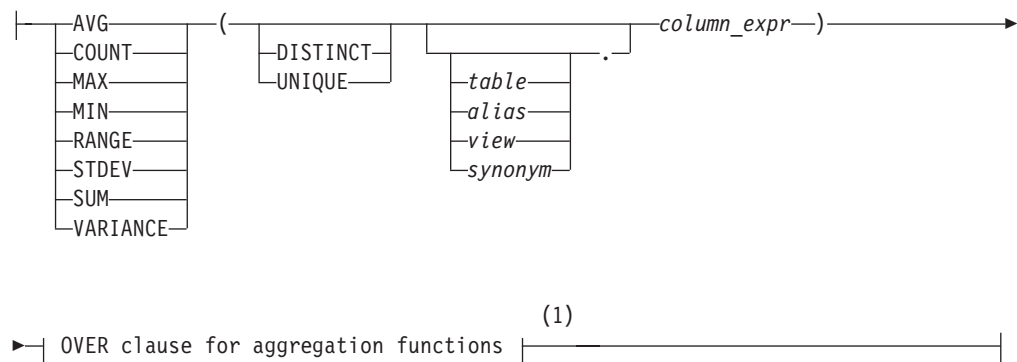 AVG ( column_expr )
COUNT DISTINCT .
MAX UNIQUE table
MIN alias
RANGE view
STDEV synonym
SUM
VARIANCE
(1)
OVER clause for aggregation functions